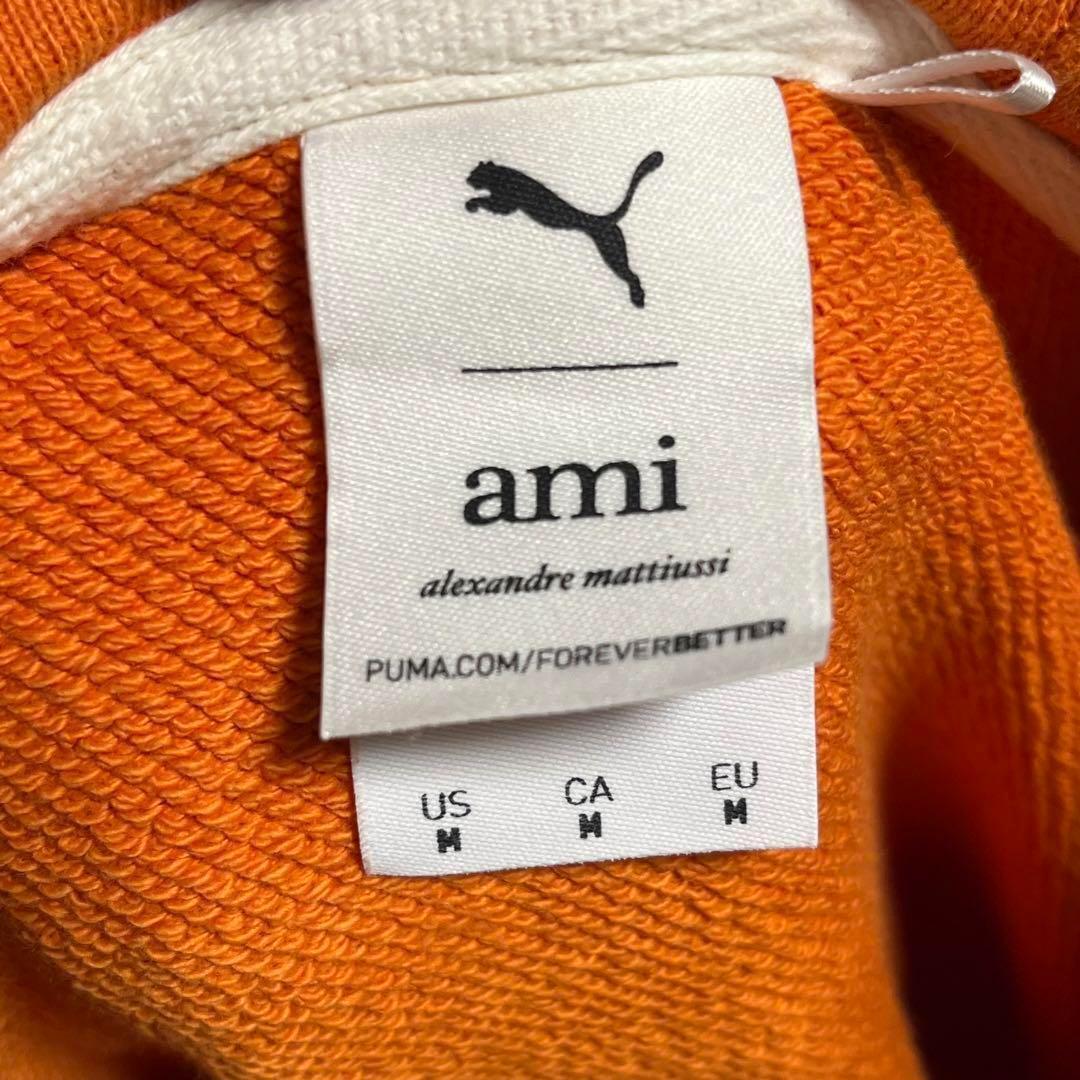 ami
alexandre mattiussi
PUMA.COM/FOREVERBETTER
US CA EU
M M M